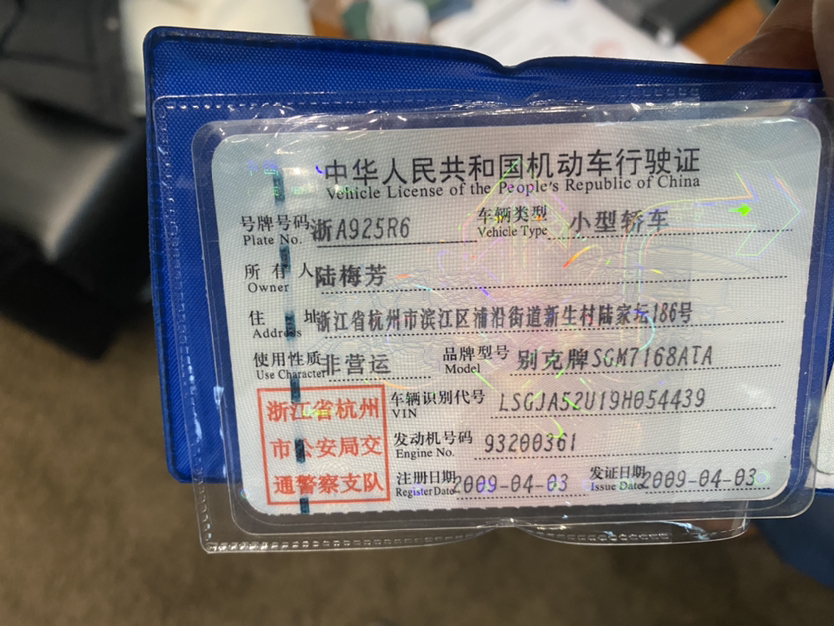 中华人民共和国机动车行驶证
Vehicle License of the People's Republic of China
号牌号码 浙A925R6 车辆类型 小型轿车
Plate No. Vehicle Type
所有人 陆梅芳
Owner
住址 浙江省杭州市滨江区浦沿街道新生村陆家坛186号
Address
使用性质 非营运 品牌型号 别克牌SGM7168ATA
Use Character Model
浙江省杭州
市公安局交
通警察支队
车辆识别代号 LSGJA52U19H054439
VIN
发动机号码 93200361
Engine No.
注册日期 2009-04-03 发证日期 2009-04-03
Register Date Issue Date